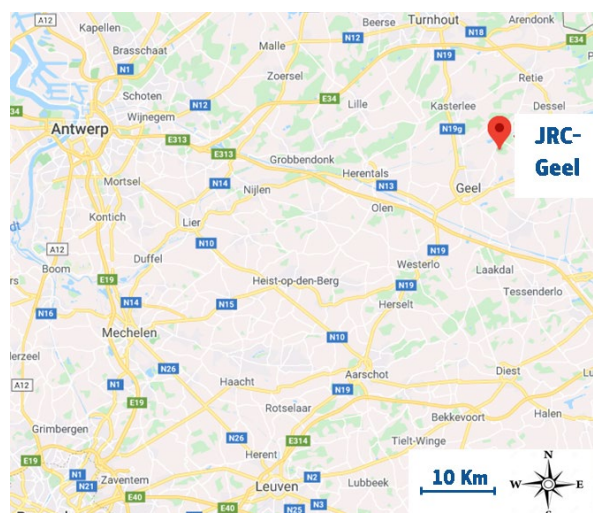 A12
Kapellen
Beerse
Turnhout
Arendonk
N18
E34
Brasschaat
Malle
N12
N19
N1
Zoersel
Retie
Schoten
E34
N12
Lille
Kasterlee
Dessel
34
Wijnegem
Antwerp
N19g
E313
E313
JRC-
Geel
Grobbendonk
Herentals
Mortsel
N14
Nijlen
N13
Geel
Kontich
Lier
Olen
A12
N10
N19
Duffel
Westerlo
Laakdal
Boom
E19
Heist-op-den-Berg
N19
Tessenderlo
N14
N15
Herselt
N16
Mechelen
N10
N26
Aarschot
Diest
A12
N1
Haacht
N19
E19
Rotselaar
Bekkevoort
Halen
Grimbergen
N26
E314
Tielt-Winge
Herent
N
E19
N1
Zaventem
N2
10 Km
W
E
N21
Leuven
Lubbeek
E40
E40
N3
N25